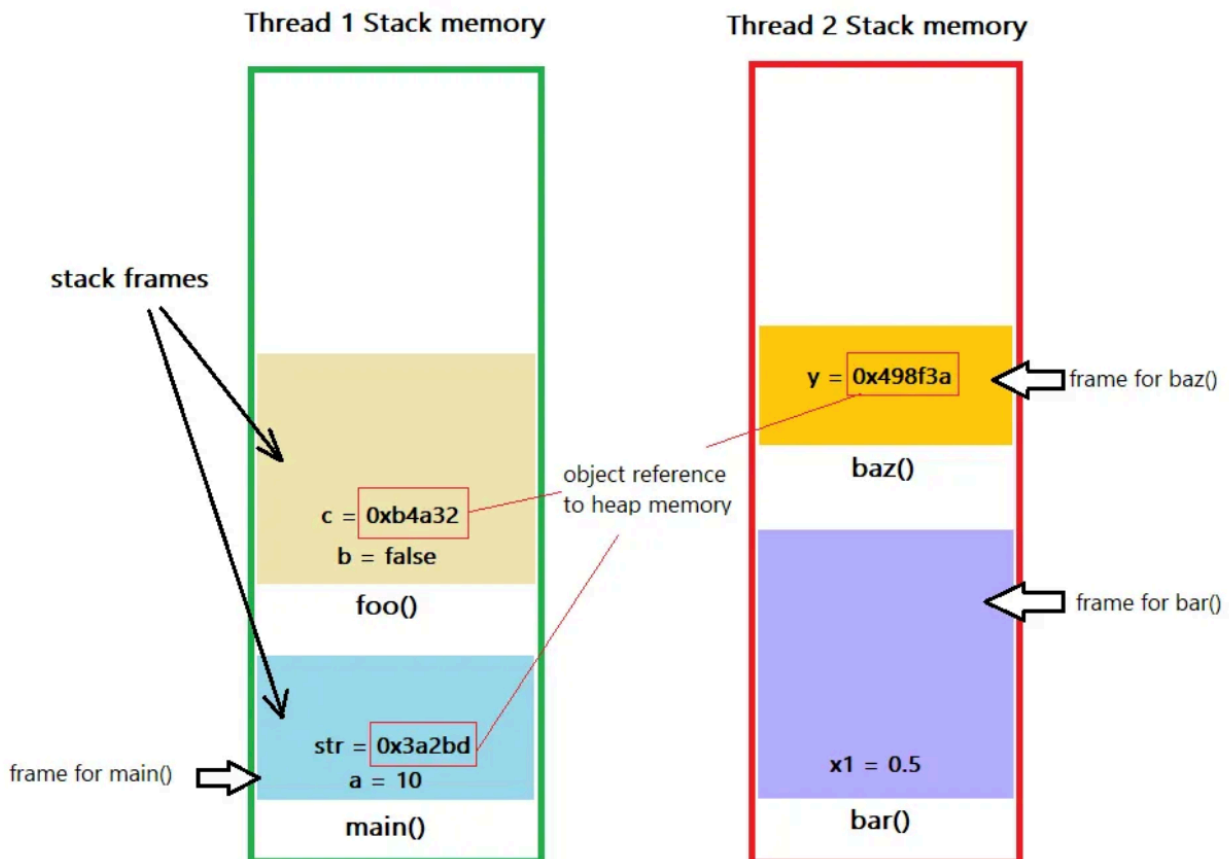 Thread 1 Stack memory
Thread 2 Stack memory
stack frames
y = 0x498f3a
frame for baz()
baz()
object reference
to heap memory
c = 0xb4a32
b = false
foo()
frame for bar()
str = 0x3a2bd
a = 10
frame for main()
main()
x1 = 0.5
bar()